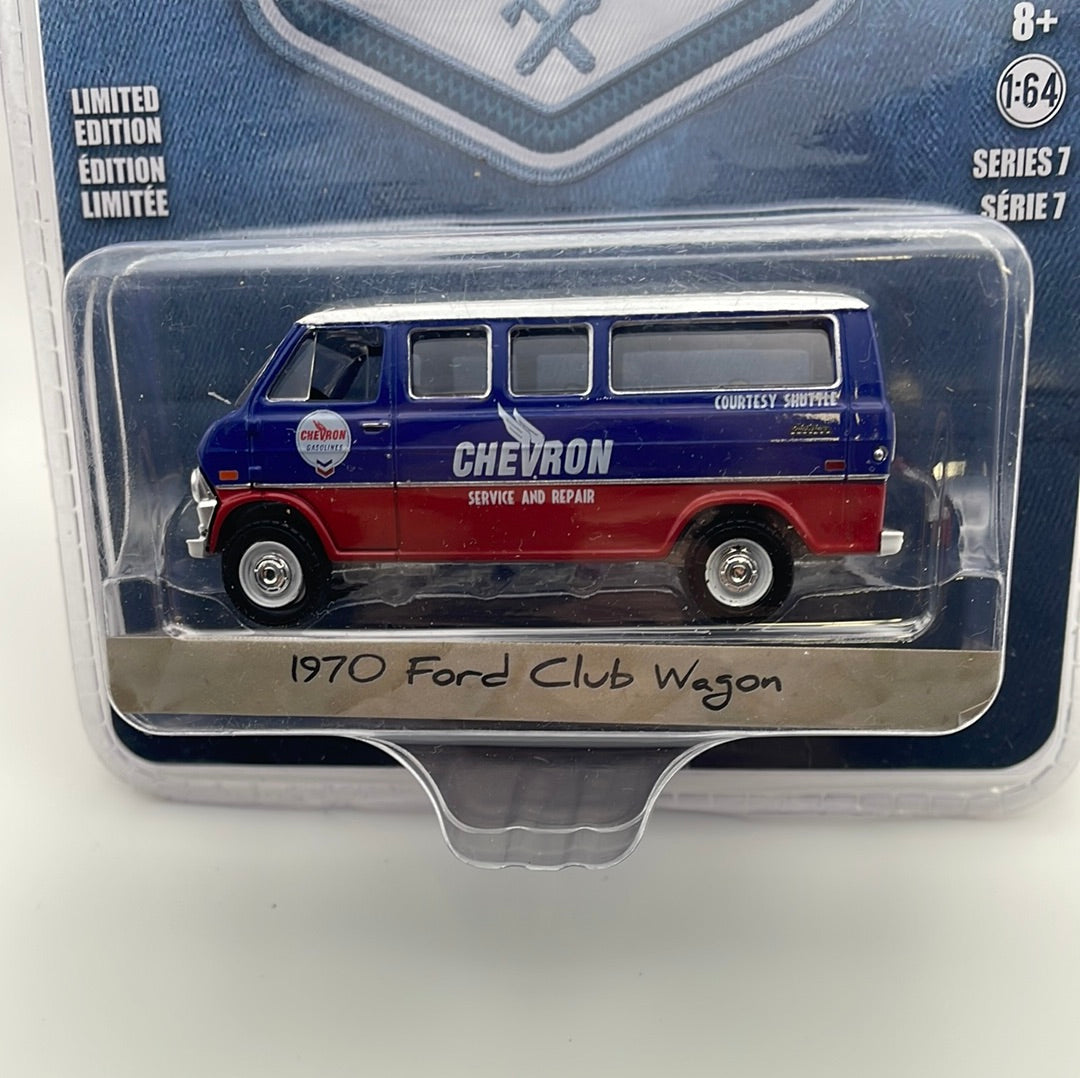 8+
1:64
LIMITED
EDITION
ÉDITION
LIMITÉE
SERIES 7
SÉRIE 7
COURTESY SHUTTLE
CHEVRON
GASOLINES
CHEVRON
SERVICE AND REPAIR
1970 Ford Club Wagon